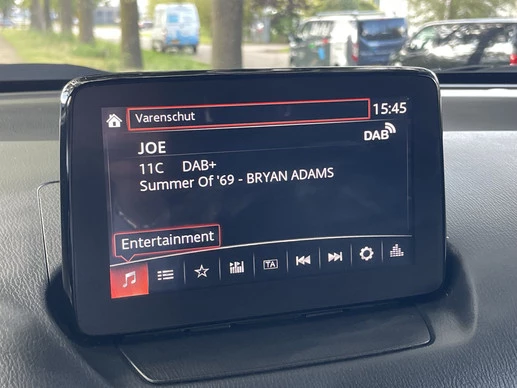 Varenschut 15:45
JOE DAB
11C DAB+
Summer Of '69 - BRYAN ADAMS
Entertainment
TA